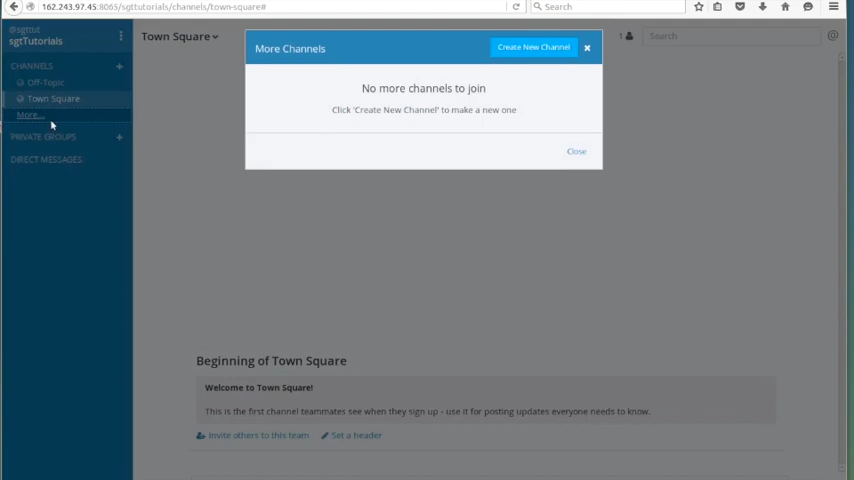 162.243.97.45:8065/sgttutorials/channels/town-square#
Search
@sgttut
sgtTutorials
CHANNELS +
Off-Topic
Town Square
More...
PRIVATE GROUPS +
DIRECT MESSAGES
Town Square
1
Search
@
More Channels
Create New Channel
×
No more channels to join
Click 'Create New Channel' to make a new one
Close
Beginning of Town Square
Welcome to Town Square!
This is the first channel teammates see when they sign up - use it for posting updates everyone needs to know.
Invite others to this team
Set a header